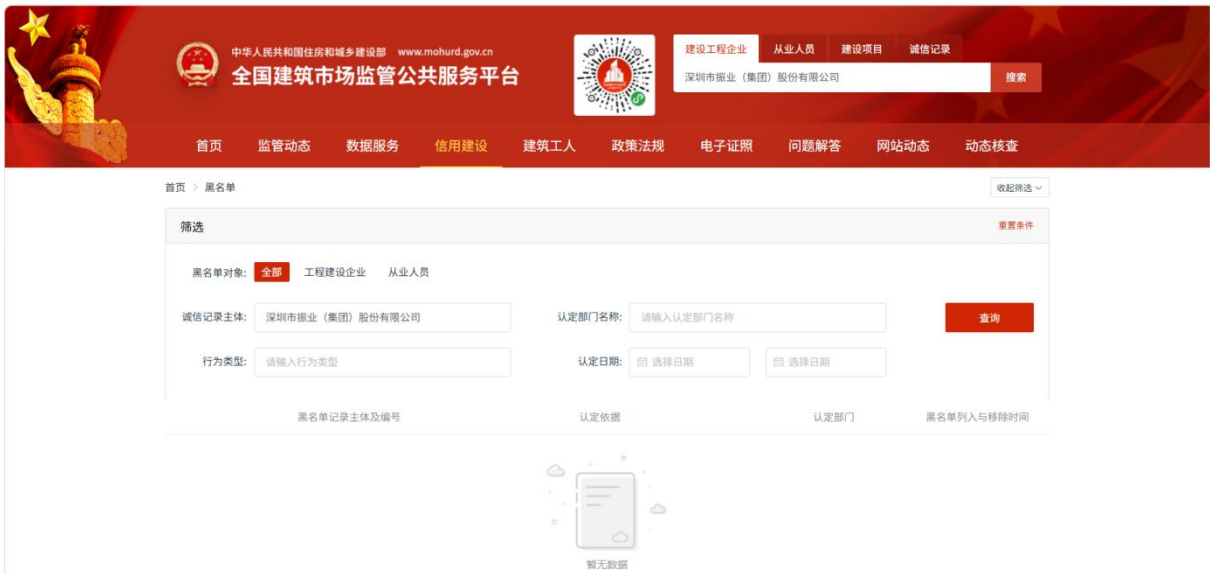 中华人民共和国住房和城乡建设部 www.mohurd.gov.cn
全国建筑市场监管公共服务平台
建设工程企业 从业人员 建设项目 诚信记录
深圳市振业（集团）股份有限公司 搜索
首页 监管动态 数据服务 信用建设 建筑工人 政策法规 电子证照 问题解答 网站动态 动态核查
首页 > 黑名单 收起筛选
筛选 重置条件
黑名单对象: 全部 工程建设企业 从业人员
诚信记录主体: 深圳市振业（集团）股份有限公司 认定部门名称: 请输入认定部门名称 查询
行为类型: 请输入行为类型 认定日期: 选择日期 选择日期
黑名单记录主体及编号 认定依据 认定部门 黑名单列入与移除时间
暂无数据